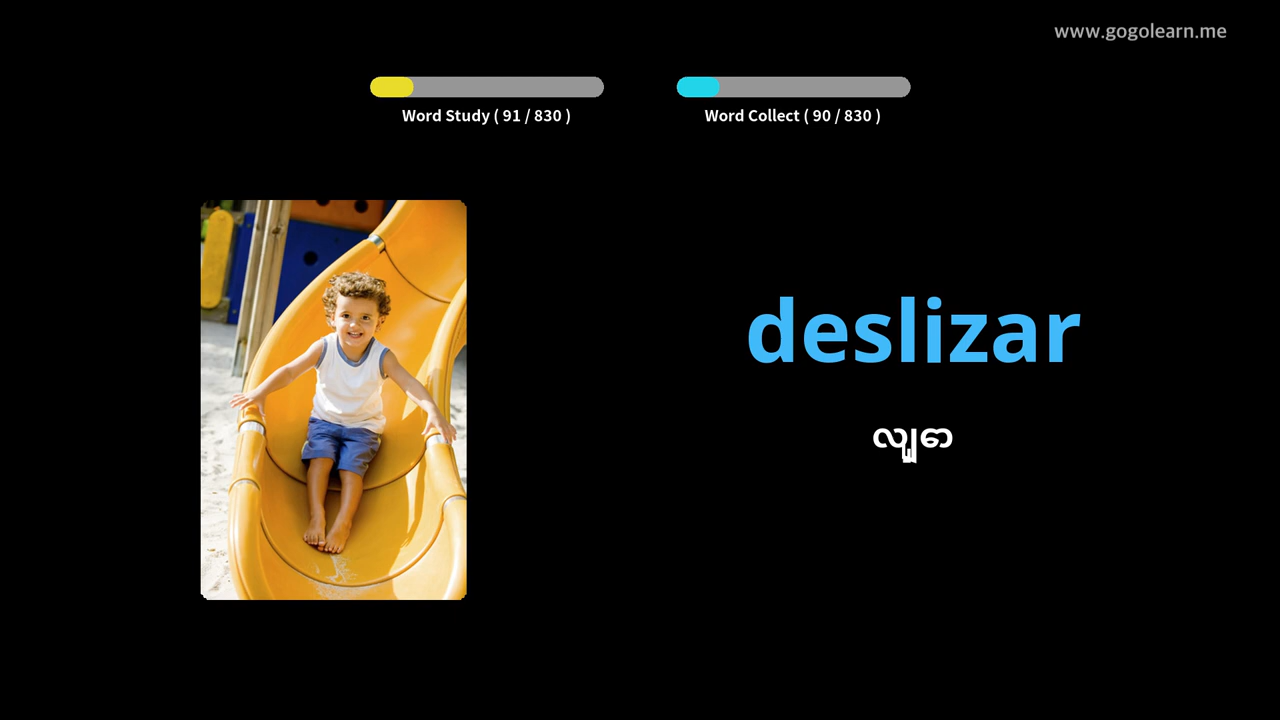 www.gogolearn.me
Word Study ( 91 / 830 )
Word Collect ( 90 / 830 )
deslizar
လျှော